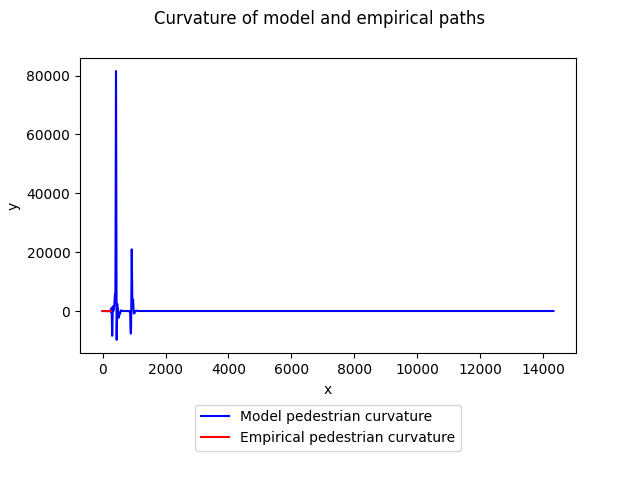 Curvature of model and empirical paths
80000
60000
40000
20000
0
y
0 2000 4000 6000 8000 10000 12000 14000
x
Model pedestrian curvature
Empirical pedestrian curvature